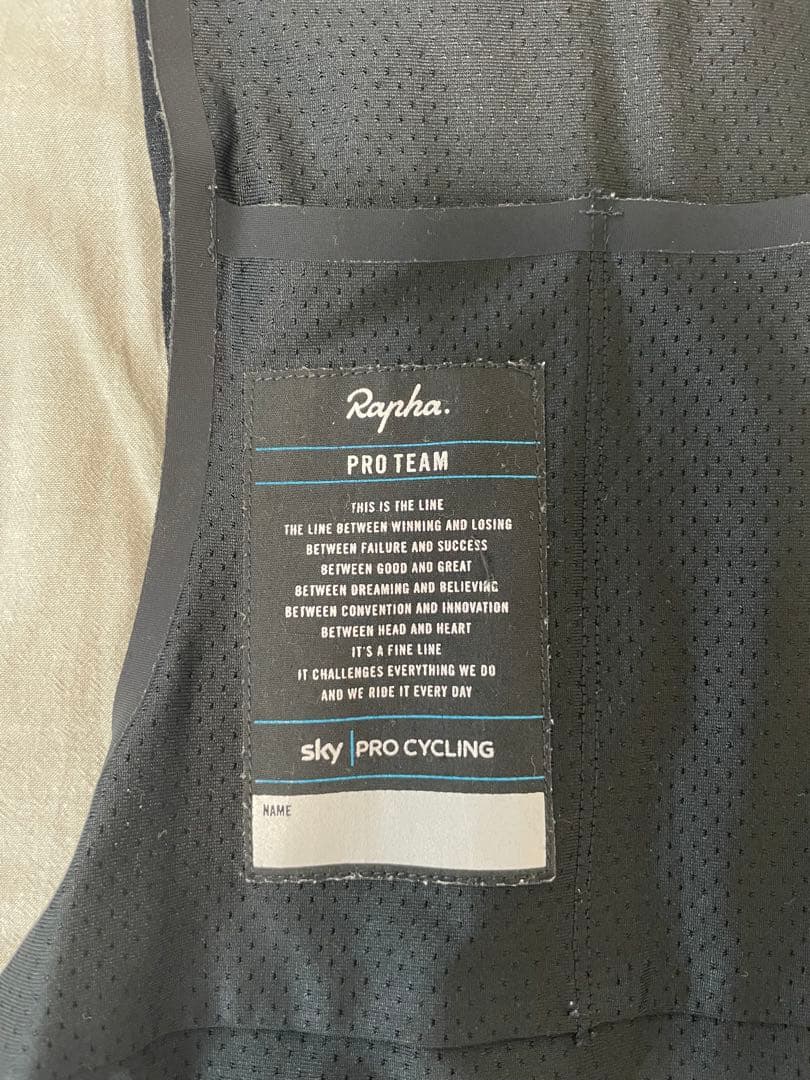 Rapha.
PRO TEAM
THIS IS THE LINE
THE LINE BETWEEN WINNING AND LOSING
BETWEEN FAILURE AND SUCCESS
BETWEEN GOOD AND GREAT
BETWEEN DREAMING AND BELIEVING
BETWEEN CONVENTION AND INNOVATION
BETWEEN HEAD AND HEART
IT'S A FINE LINE
IT CHALLENGES EVERYTHING WE DO
AND WE RIDE IT EVERY DAY
sky PRO CYCLING
NAME